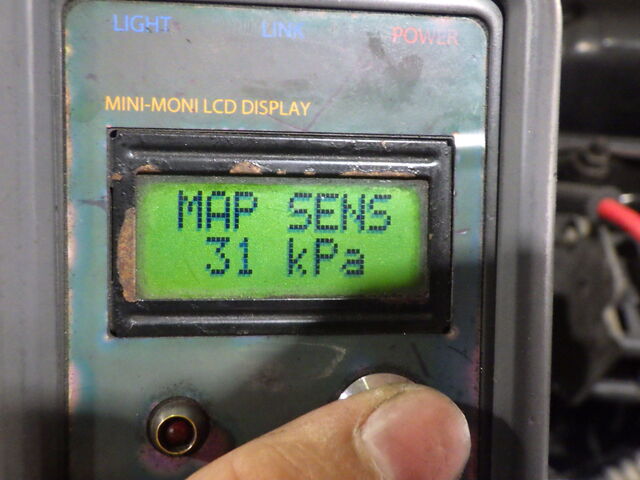 LIGHT LINK POWER
MINI-MONI LCD DISPLAY
MAP SENS
31 kPa